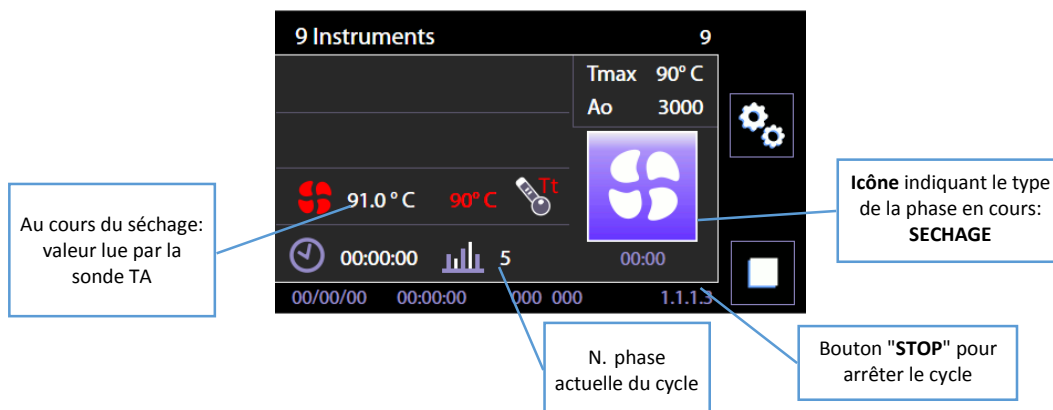 9 Instruments 9
Tmax 90° C
Ao 3000
91.0 ° C 90° C Tt
00:00:00 5 00:00
00/00/00 00:00:00 000 000 1.1.1.3
Au cours du séchage:
valeur lue par la
sonde TA
Icône indiquant le type
de la phase en cours:
SECHAGE
N. phase
actuelle du cycle
Bouton "STOP" pour
arrêter le cycle